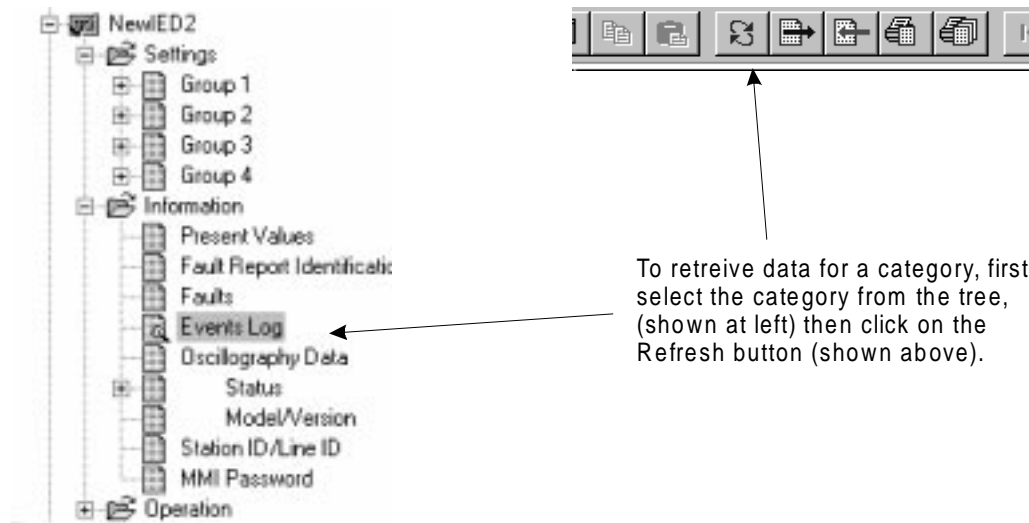 NewIED2
Settings
Group 1
Group 2
Group 3
Group 4
Information
Present Values
Fault Report Identificatic
Faults
Events Log
Oscillography Data
Status
Model/Version
Station ID/Line ID
MMI Password
Operation
To retreive data for a category, first
select the category from the tree,
(shown at left) then click on the
Refresh button (shown above).